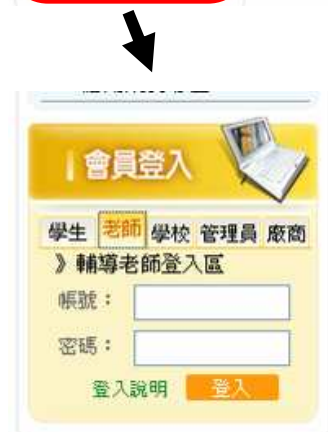 | 會員登入
學生 老師 學校 管理員 廠商
》輔導老師登入區
帳號：
密碼：
登入說明 登入